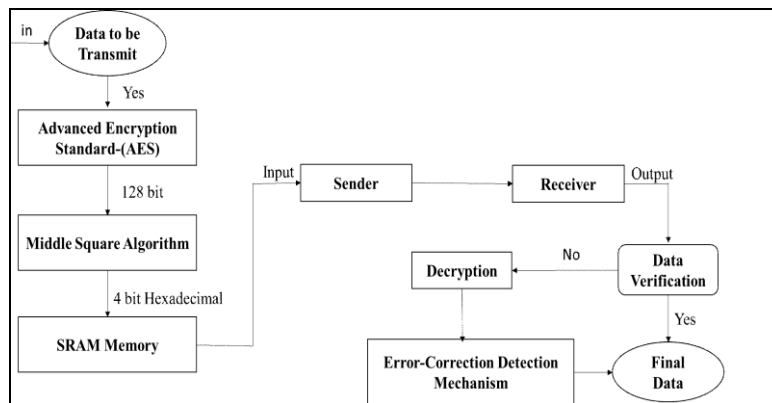 in
Data to be
Transmit
Yes
Advanced Encryption
Standard-(AES)
128 bit
Middle Square Algorithm
4 bit Hexadecimal
SRAM Memory
Input
Sender
Receiver
Output
Data
Verification
No
Decryption
Yes
Error-Correction Detection
Mechanism
Final
Data